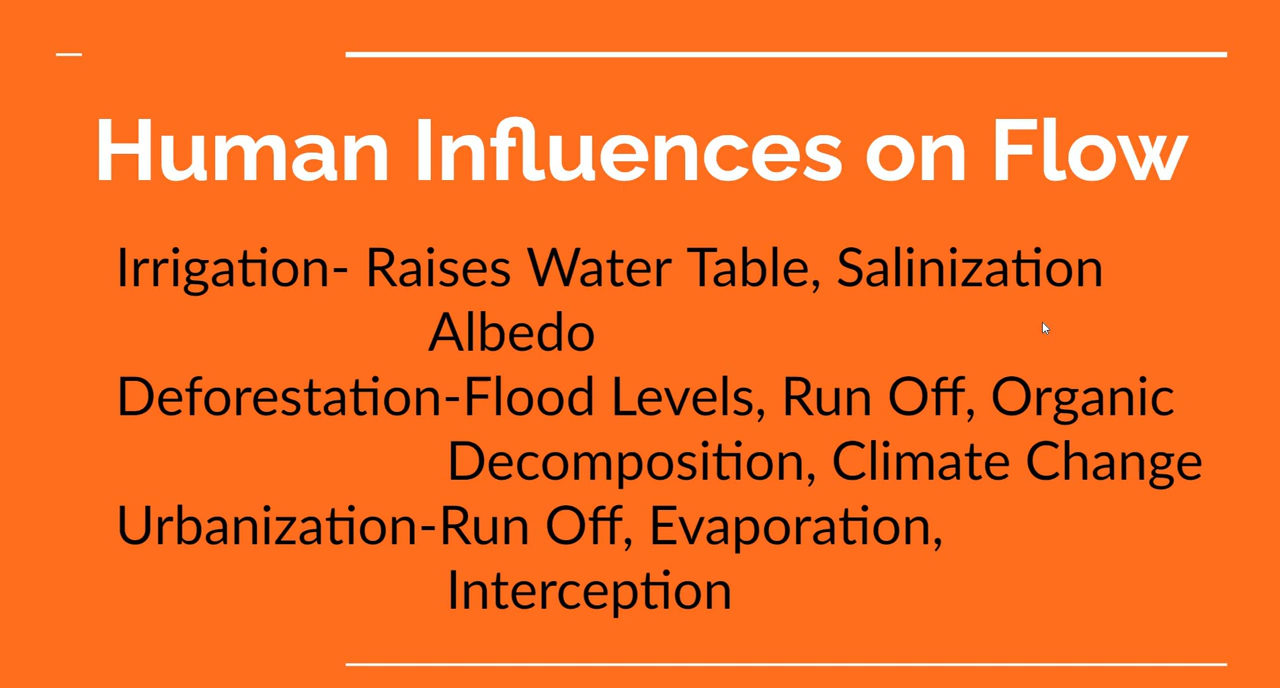 Human Influences on Flow
Irrigation- Raises Water Table, Salinization
Albedo
Deforestation-Flood Levels, Run Off, Organic
Decomposition, Climate Change
Urbanization-Run Off, Evaporation,
Interception